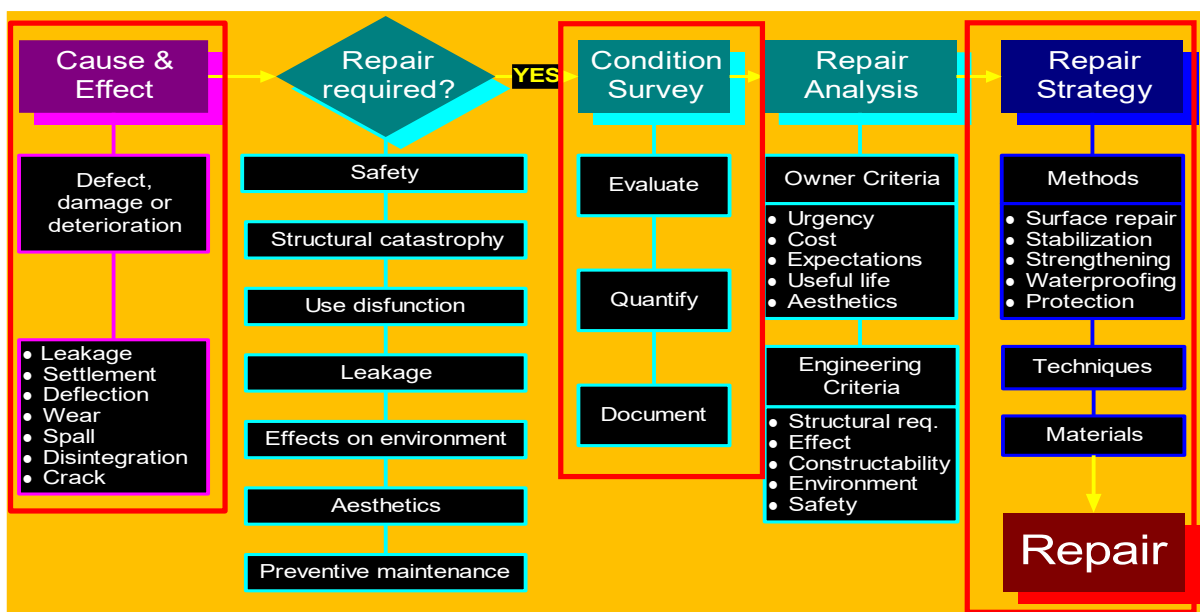 Cause &
Effect
Defect,
damage or
deterioration
● Leakage
● Settlement
● Deflection
● Wear
● Spall
● Disintegration
● Crack
Repair
required?
YES
Safety
Structural catastrophy
Use disfunction
Leakage
Effects on environment
Aesthetics
Preventive maintenance
Condition
Survey
Evaluate
Quantify
Document
Repair
Analysis
Owner Criteria
● Urgency
● Cost
● Expectations
● Useful life
● Aesthetics
Engineering
Criteria
● Structural req.
● Effect
● Constructability
● Environment
● Safety
Repair
Strategy
Methods
● Surface repair
● Stabilization
● Strengthening
● Waterproofing
● Protection
Techniques
Materials
Repair